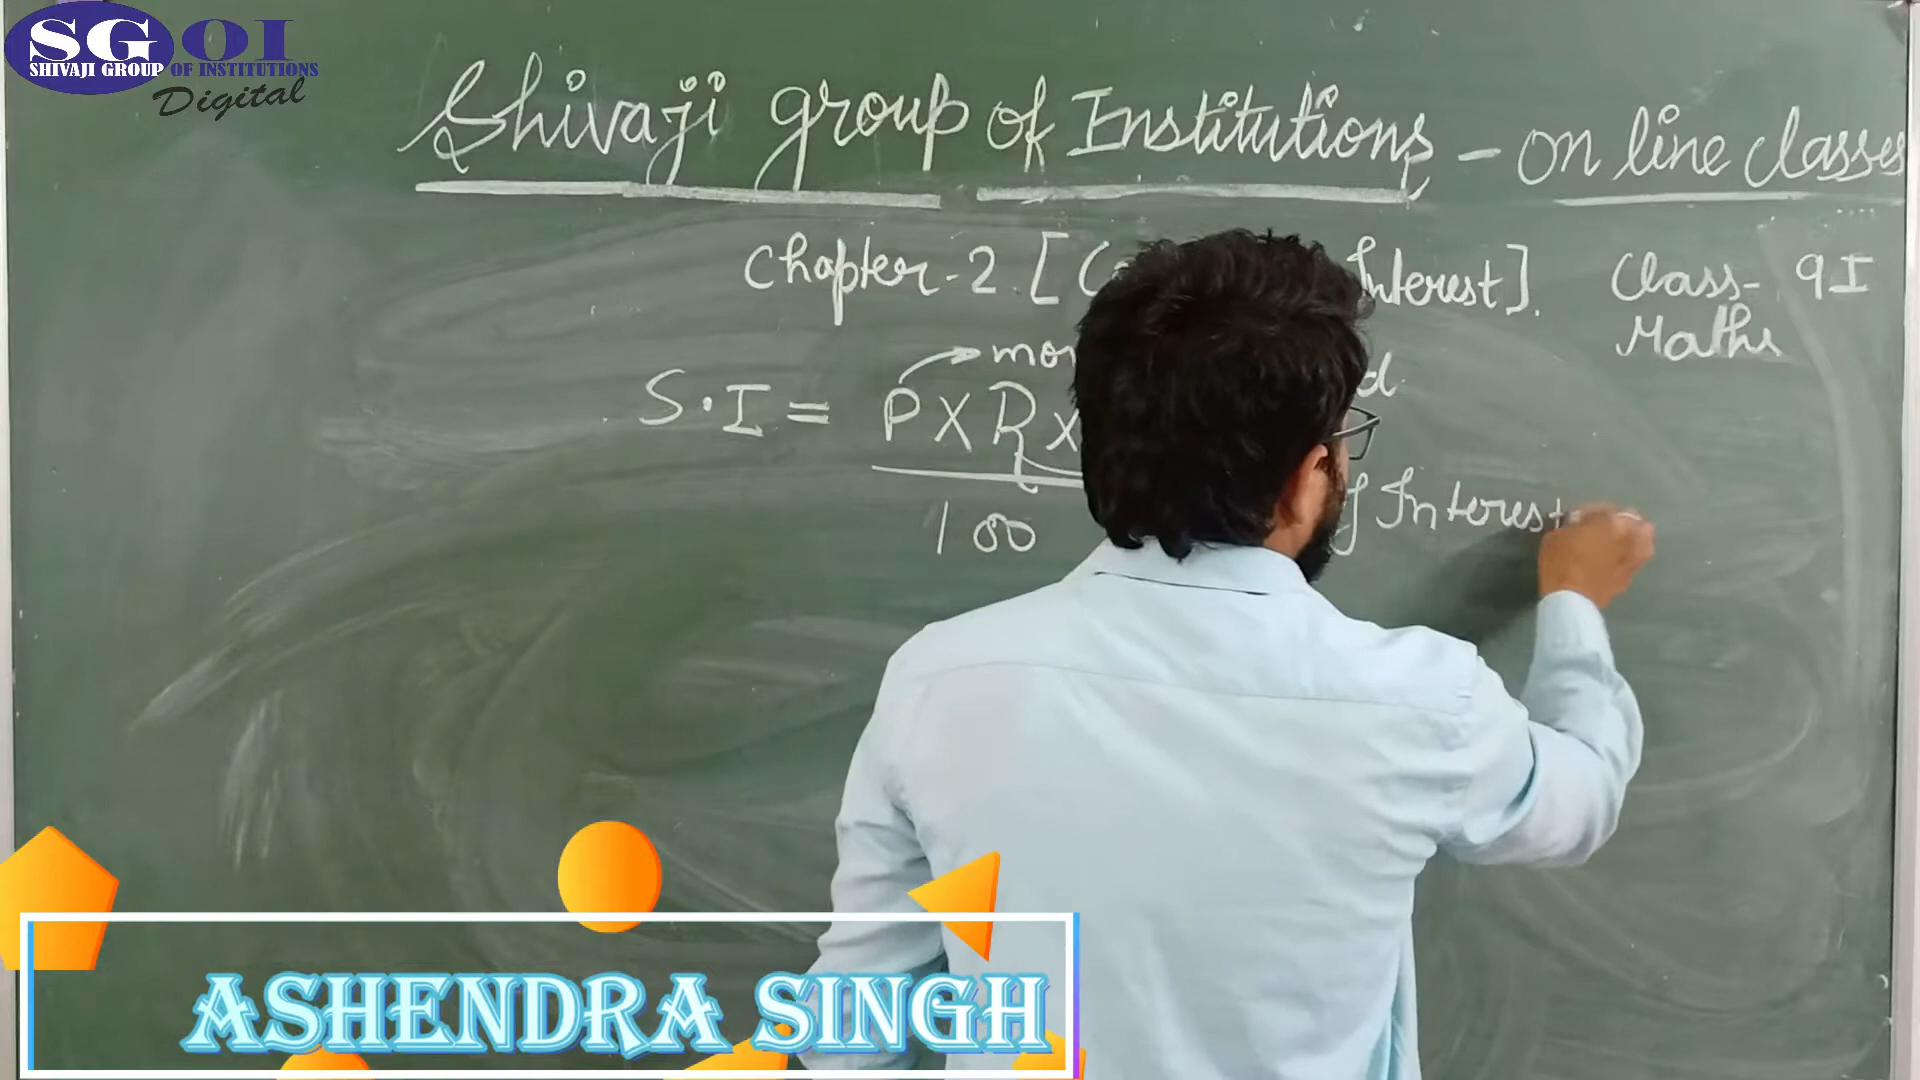 SGOI
SHIVAJI GROUP OF INSTITUTIONS
Digital
Shivaji group of Institutions - on line classes
Chapter-2. [ Interest]. Class- 9 I
Maths
S.I = P X R X
100
Interest
ASHENDRA SINGH